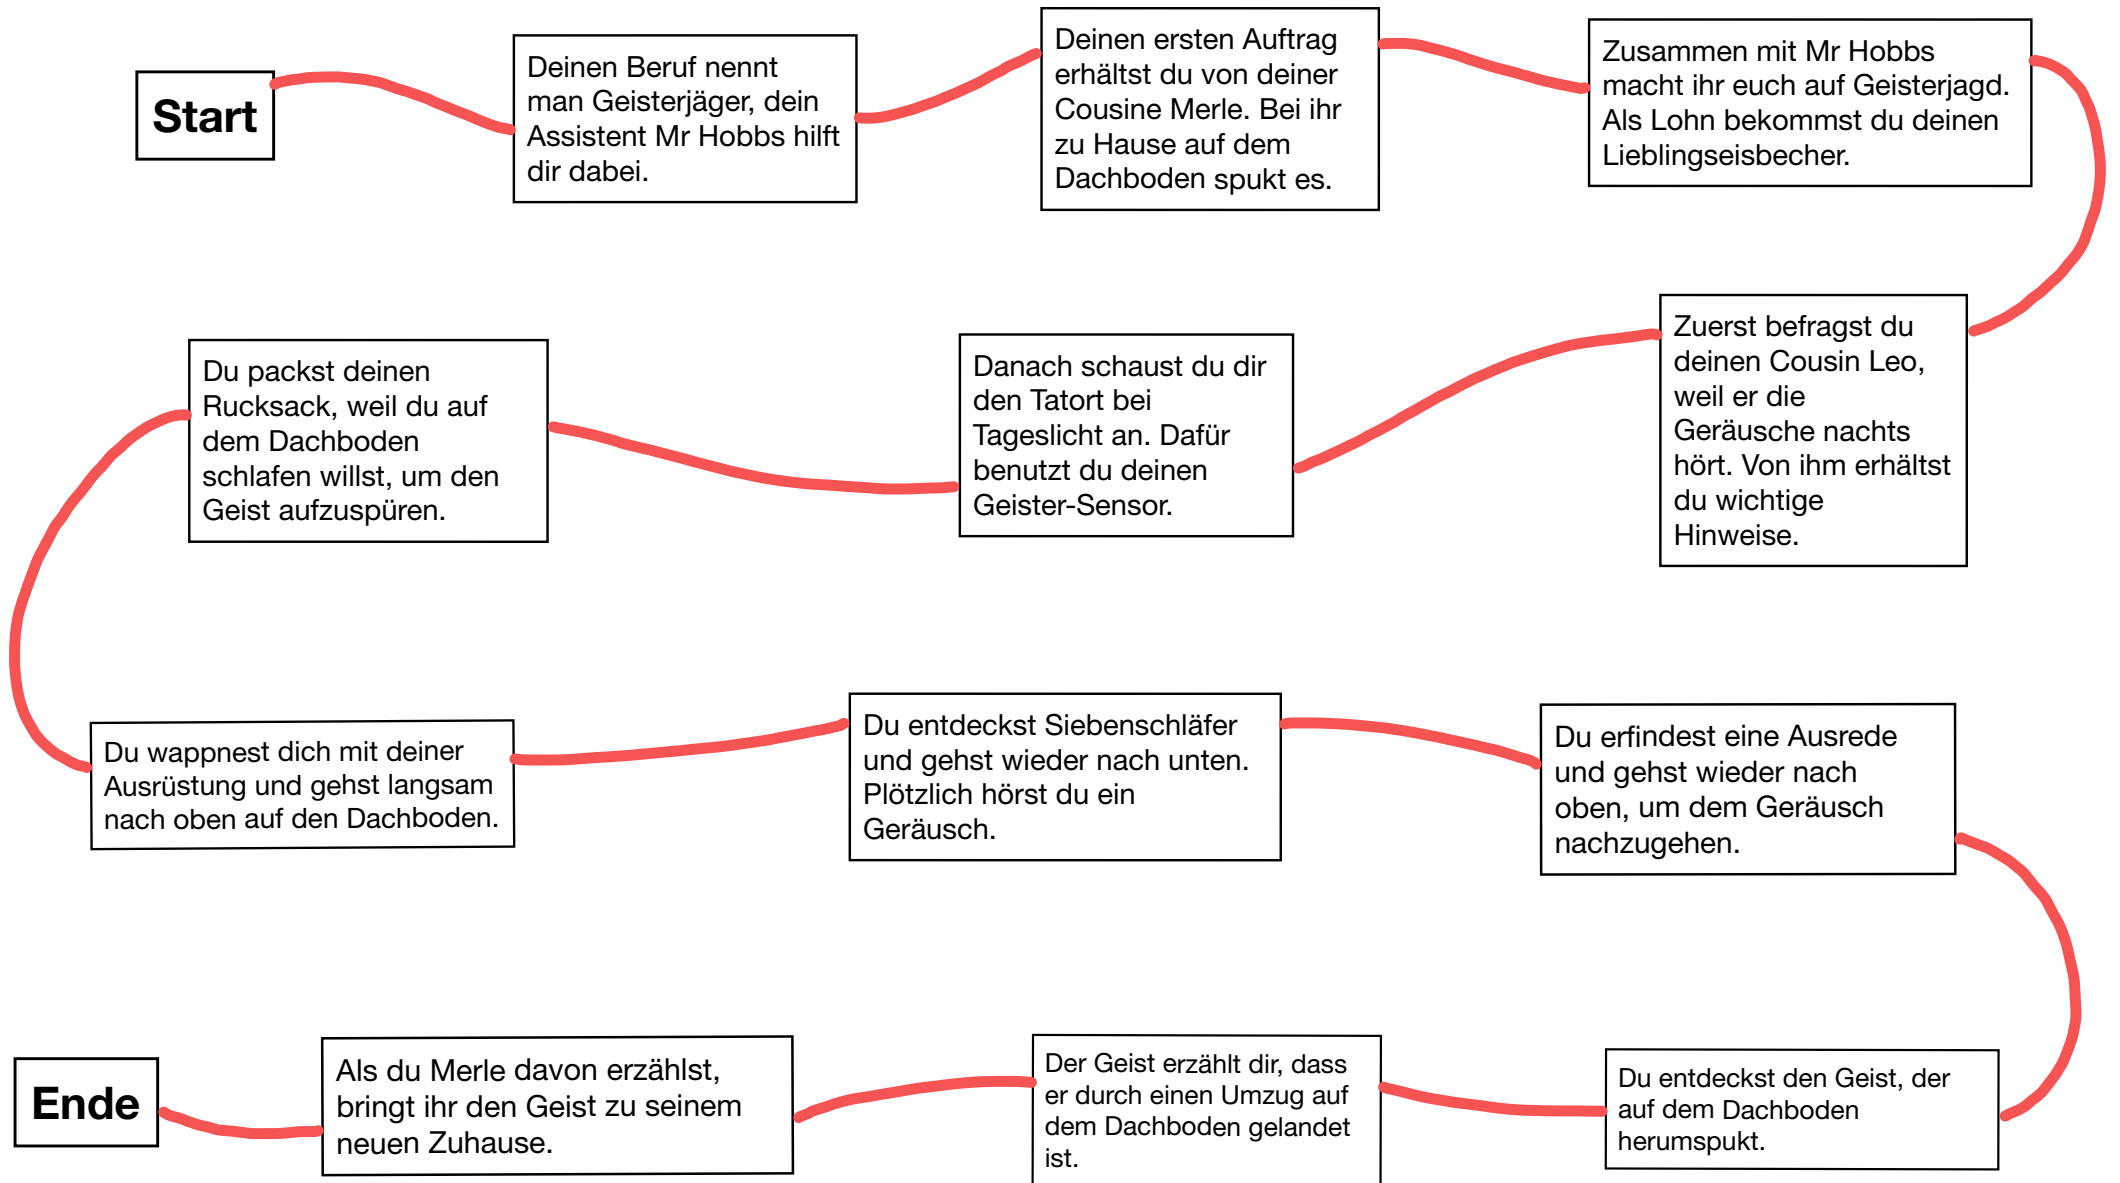 Start
Deinen Beruf nennt
man Geisterjäger, dein
Assistent Mr Hobbs hilft
dir dabei.
Deinen ersten Auftrag
erhältst du von deiner
Cousine Merle. Bei ihr
zu Hause auf dem
Dachboden spukt es.
Zusammen mit Mr Hobbs
macht ihr euch auf Geisterjagd.
Als Lohn bekommst du deinen
Lieblingseisbecher.
Zuerst befragst du
deinen Cousin Leo,
weil er die
Geräusche nachts
hört. Von ihm erhältst
du wichtige
Hinweise.
Danach schaust du dir
den Tatort bei
Tageslicht an. Dafür
benutzt du deinen
Geister-Sensor.
Du packst deinen
Rucksack, weil du auf
dem Dachboden
schlafen willst, um den
Geist aufzuspüren.
Du wappnest dich mit deiner
Ausrüstung und gehst langsam
nach oben auf den Dachboden.
Du entdeckst Siebenschläfer
und gehst wieder nach unten.
Plötzlich hörst du ein
Geräusch.
Du erfindest eine Ausrede
und gehst wieder nach
oben, um dem Geräusch
nachzugehen.
Du entdeckst den Geist, der
auf dem Dachboden
herumspukt.
Der Geist erzählt dir, dass
er durch einen Umzug auf
dem Dachboden gelandet
ist.
Als du Merle davon erzählst,
bringt ihr den Geist zu seinem
neuen Zuhause.
Ende